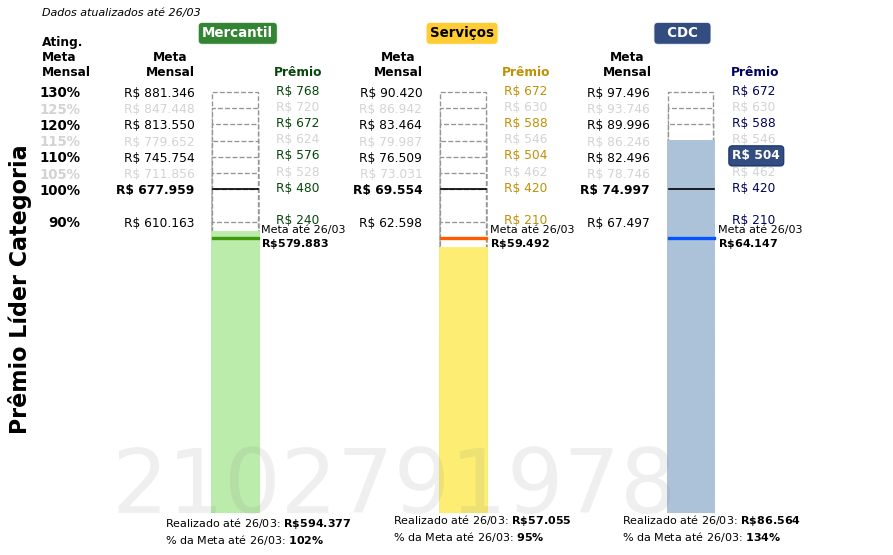 Dados atualizados até 26/03
Mercantil Serviços CDC
Ating. Meta Mensal
Meta Mensal Prêmio Meta Mensal Prêmio Meta Mensal Prêmio
130% R$ 881.346 R$ 768 R$ 90.420 R$ 672 R$ 97.496 R$ 672
125% R$ 847.448 R$ 720 R$ 86.942 R$ 630 R$ 93.746 R$ 630
120% R$ 813.550 R$ 672 R$ 83.464 R$ 588 R$ 89.996 R$ 588
115% R$ 779.652 R$ 624 R$ 79.987 R$ 546 R$ 86.246 R$ 546
110% R$ 745.754 R$ 576 R$ 76.509 R$ 504 R$ 82.496 R$ 504
105% R$ 711.856 R$ 528 R$ 73.031 R$ 462 R$ 78.746 R$ 462
100% R$ 677.959 R$ 480 R$ 69.554 R$ 420 R$ 74.997 R$ 420
90% R$ 610.163 R$ 240 R$ 62.598 R$ 210 R$ 67.497 R$ 210
Meta até 26/03 Meta até 26/03 Meta até 26/03
R$579.883 R$59.492 R$64.147
Prêmio Líder Categoria
2102791978
Realizado até 26/03: R$594.377 Realizado até 26/03: R$57.055 Realizado até 26/03: R$86.564
% da Meta até 26/03: 102% % da Meta até 26/03: 95% % da Meta até 26/03: 134%